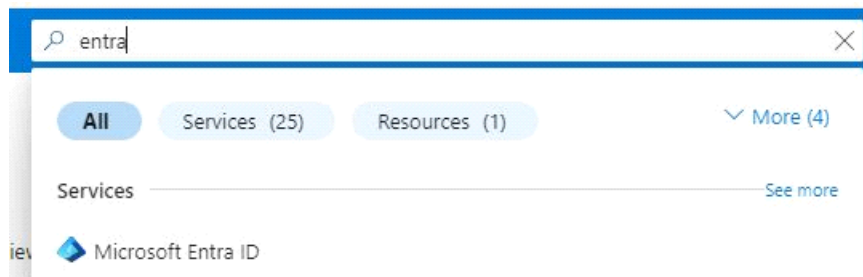 entra
All Services (25) Resources (1) More (4)
Services See more
Microsoft Entra ID